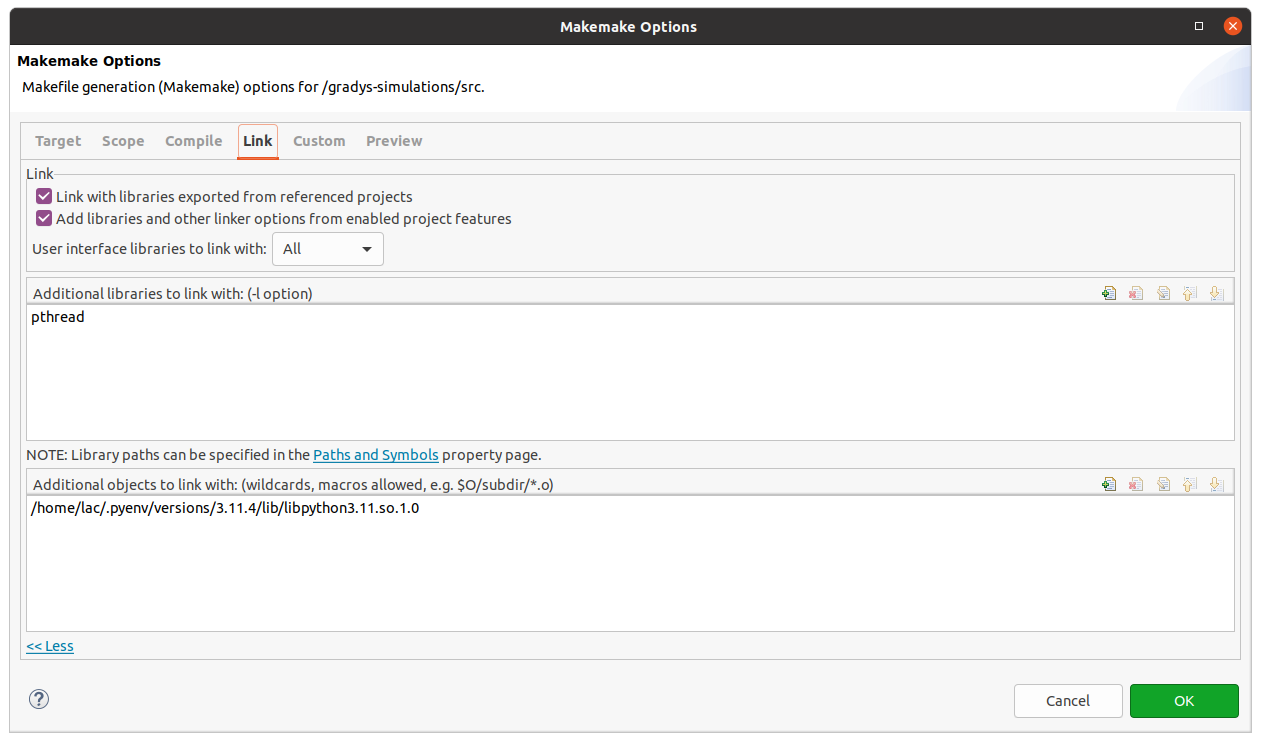 Makemake Options
Makemake Options
Makefile generation (Makemake) options for /gradys-simulations/src.
Target Scope Compile Link Custom Preview
Link
Link with libraries exported from referenced projects
Add libraries and other linker options from enabled project features
User interface libraries to link with: All
Additional libraries to link with: (-l option)
pthread
NOTE: Library paths can be specified in the Paths and Symbols property page.
Additional objects to link with: (wildcards, macros allowed, e.g. $O/subdir/*.o)
/home/lac/.pyenv/versions/3.11.4/lib/libpython3.11.so.1.0
<< Less
? Cancel OK